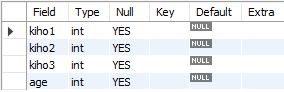 Field Type Null Key Default Extra
kiho1 int YES NULL
kiho2 int YES NULL
kiho3 int YES NULL
age int YES NULL